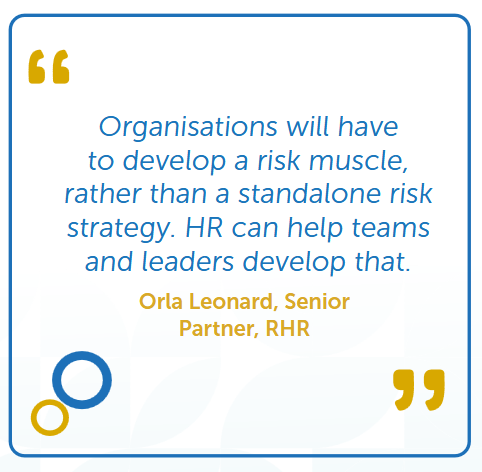 “
Organisations will have
to develop a risk muscle,
rather than a standalone risk
strategy. HR can help teams
and leaders develop that.
Orla Leonard, Senior
Partner, RHR
”